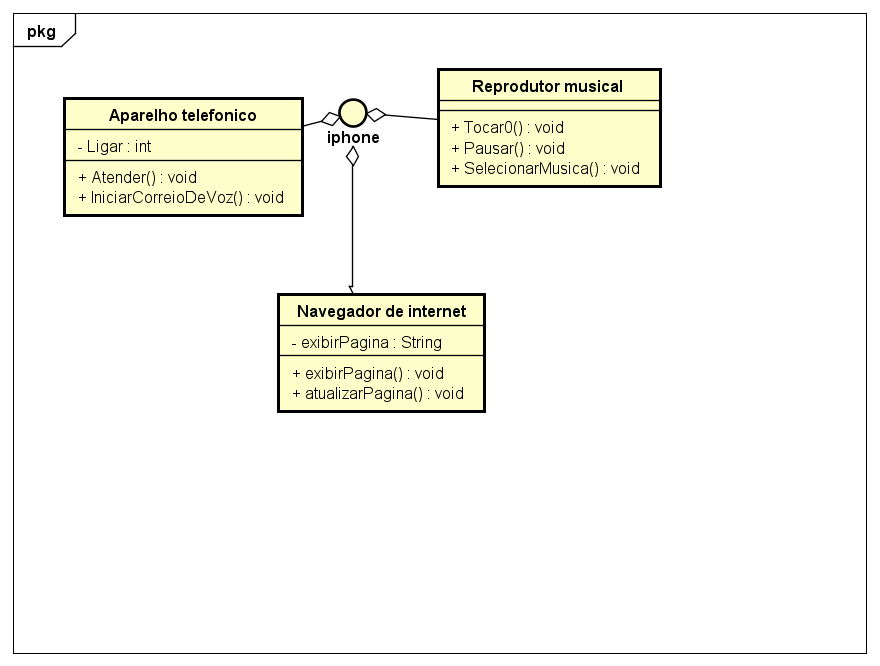 pkg
Aparelho telefonico
- Ligar : int
+ Atender() : void
+ IniciarCorreioDeVoz() : void
iphone
Reprodutor musical
+ Tocar0() : void
+ Pausar() : void
+ SelecionarMusica() : void
Navegador de internet
- exibirPagina : String
+ exibirPagina() : void
+ atualizarPagina() : void